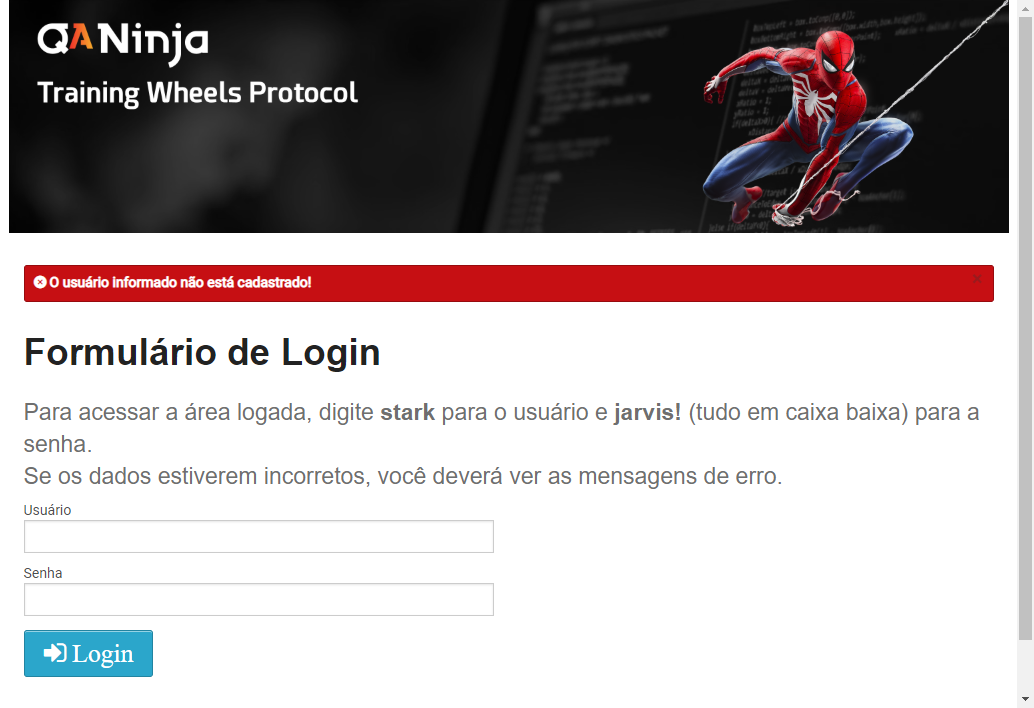 QANinja
Training Wheels Protocol
O usuário informado não está cadastrado!
Formulário de Login
Para acessar a área logada, digite stark para o usuário e jarvis! (tudo em caixa baixa) para a
senha.
Se os dados estiverem incorretos, você deverá ver as mensagens de erro.
Usuário
Senha
Login